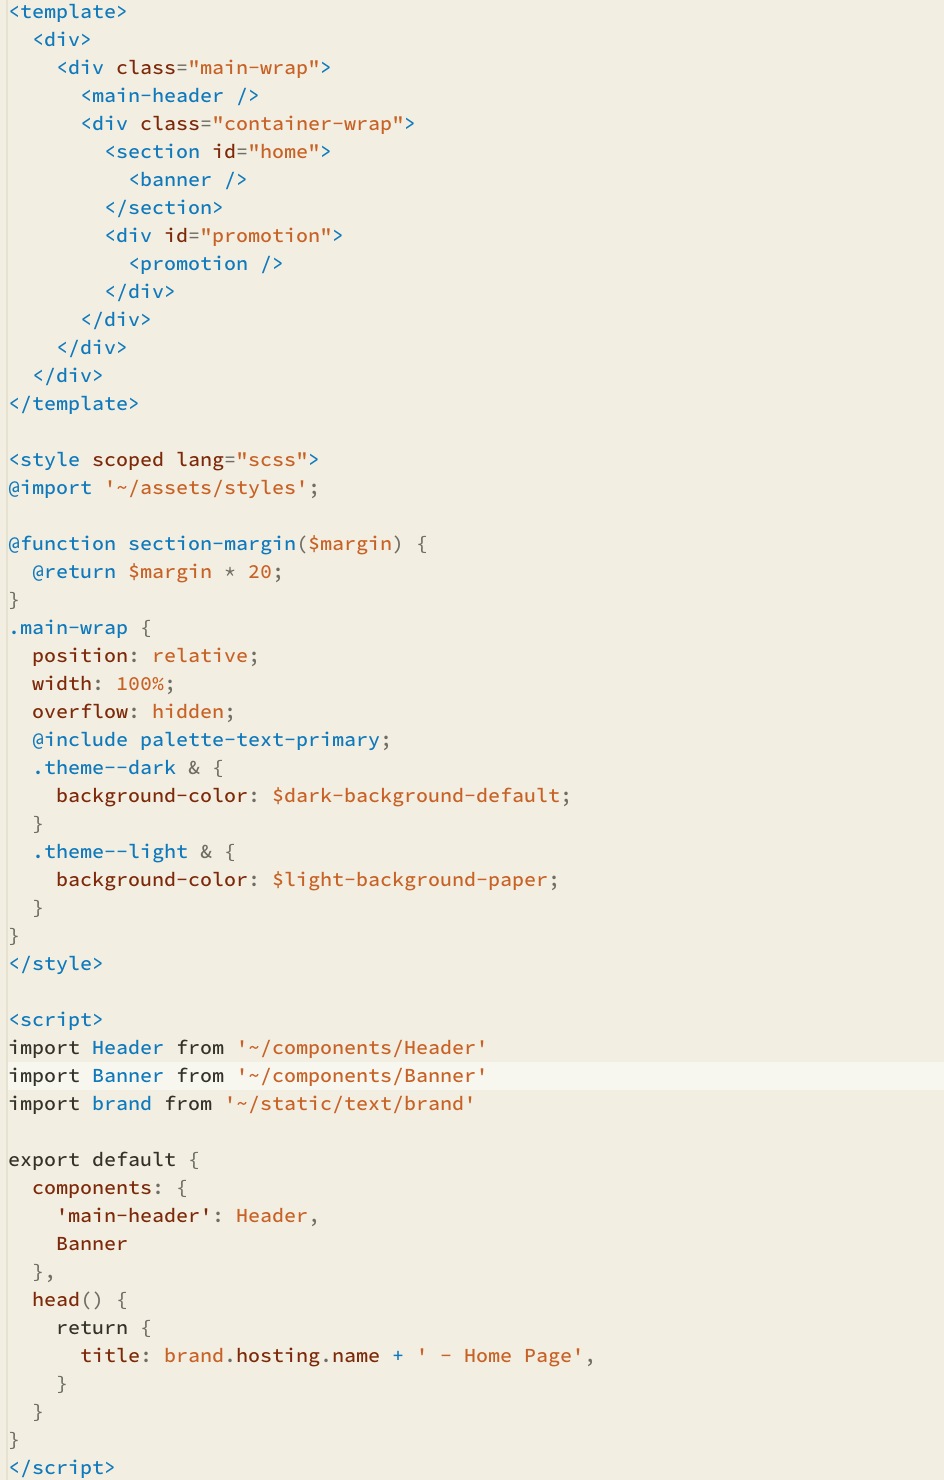 <template>
  <div>
    <div class="main-wrap">
      <main-header />
      <div class="container-wrap">
        <section id="home">
          <banner />
        </section>
        <div id="promotion">
          <promotion />
        </div>
      </div>
    </div>
  </div>
</template>

<style scoped lang="scss">
@import '~/assets/styles';

@function section-margin($margin) {
  @return $margin * 20;
}
.main-wrap {
  position: relative;
  width: 100%;
  overflow: hidden;
  @include palette-text-primary;
  .theme--dark & {
    background-color: $dark-background-default;
  }
  .theme--light & {
    background-color: $light-background-paper;
  }
}
</style>

<script>
import Header from '~/components/Header'
import Banner from '~/components/Banner'
import brand from '~/static/text/brand'

export default {
  components: {
    'main-header': Header,
    Banner
  },
  head() {
    return {
      title: brand.hosting.name + ' - Home Page',
    }
  }
}
</script>